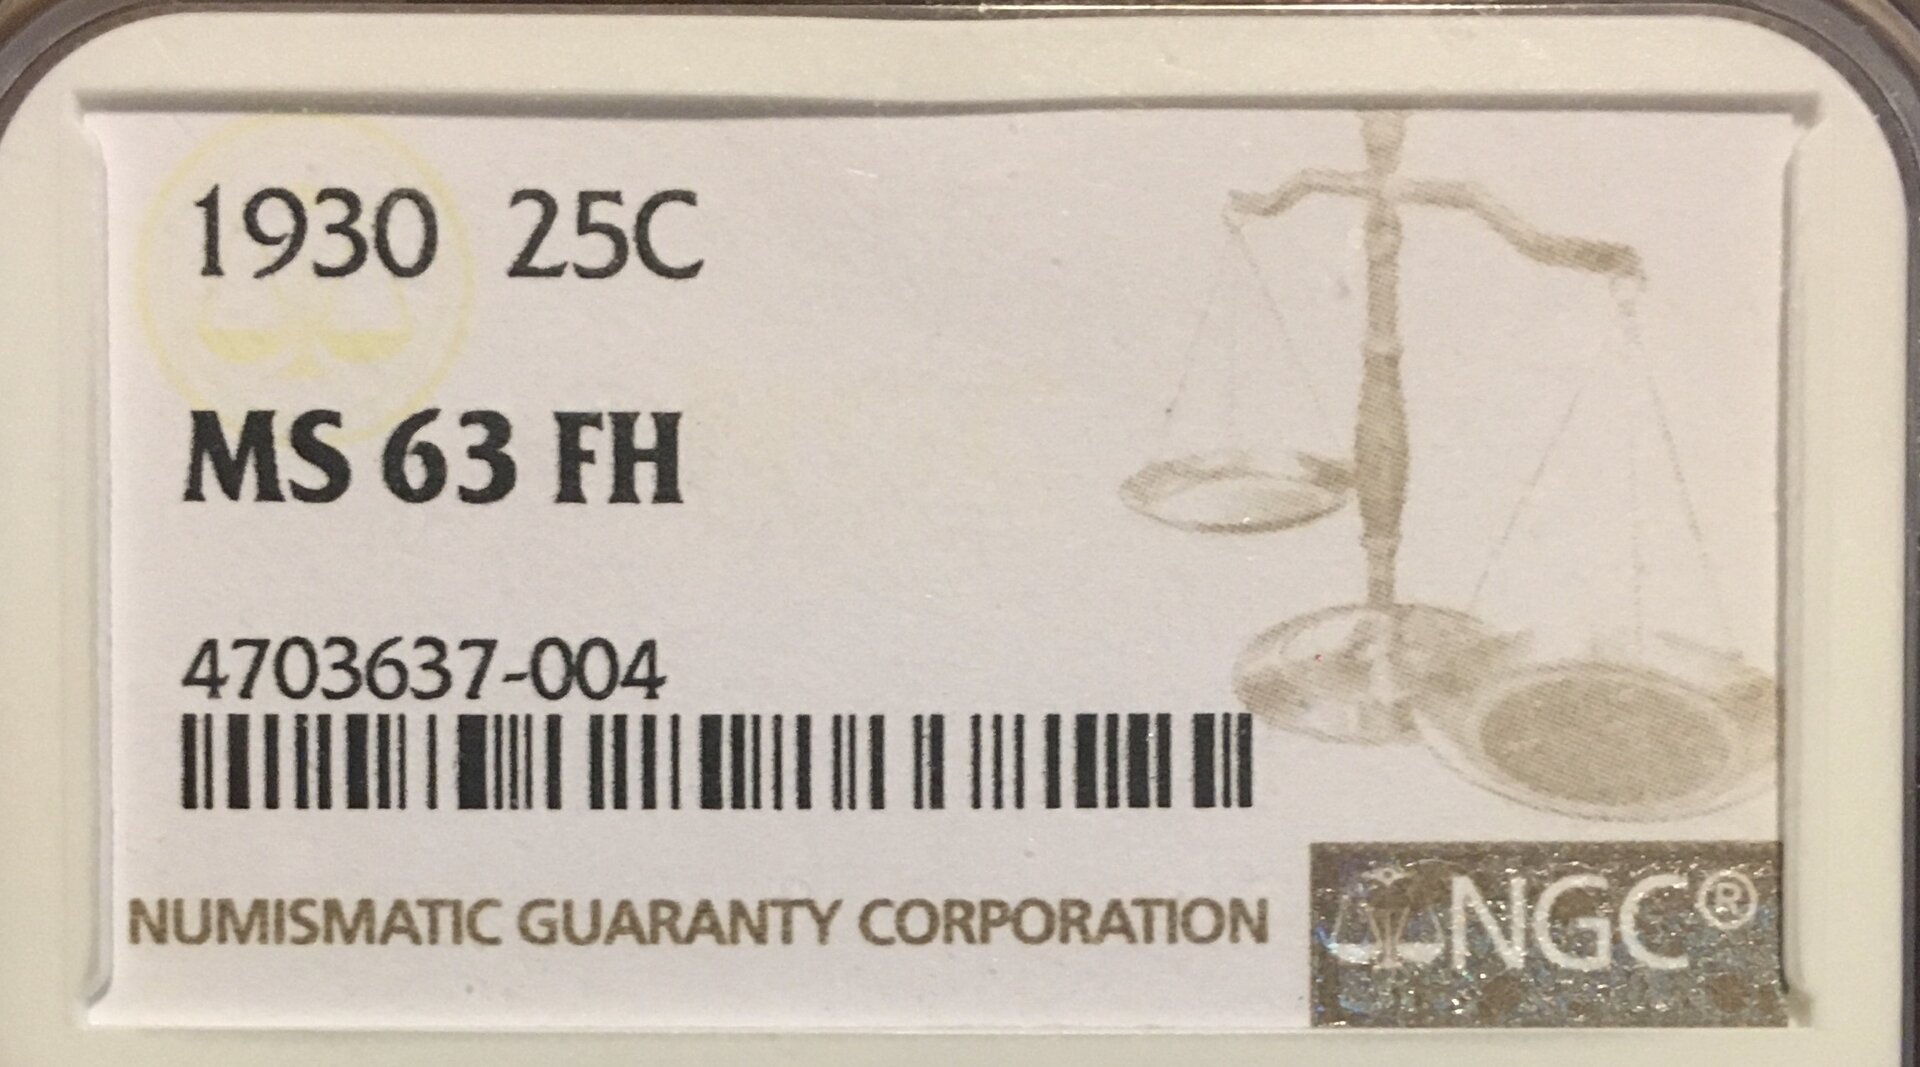 1930 25C
MS 63 FH
4703637-004
NUMISMATIC GUARANTY CORPORATION
NGC®